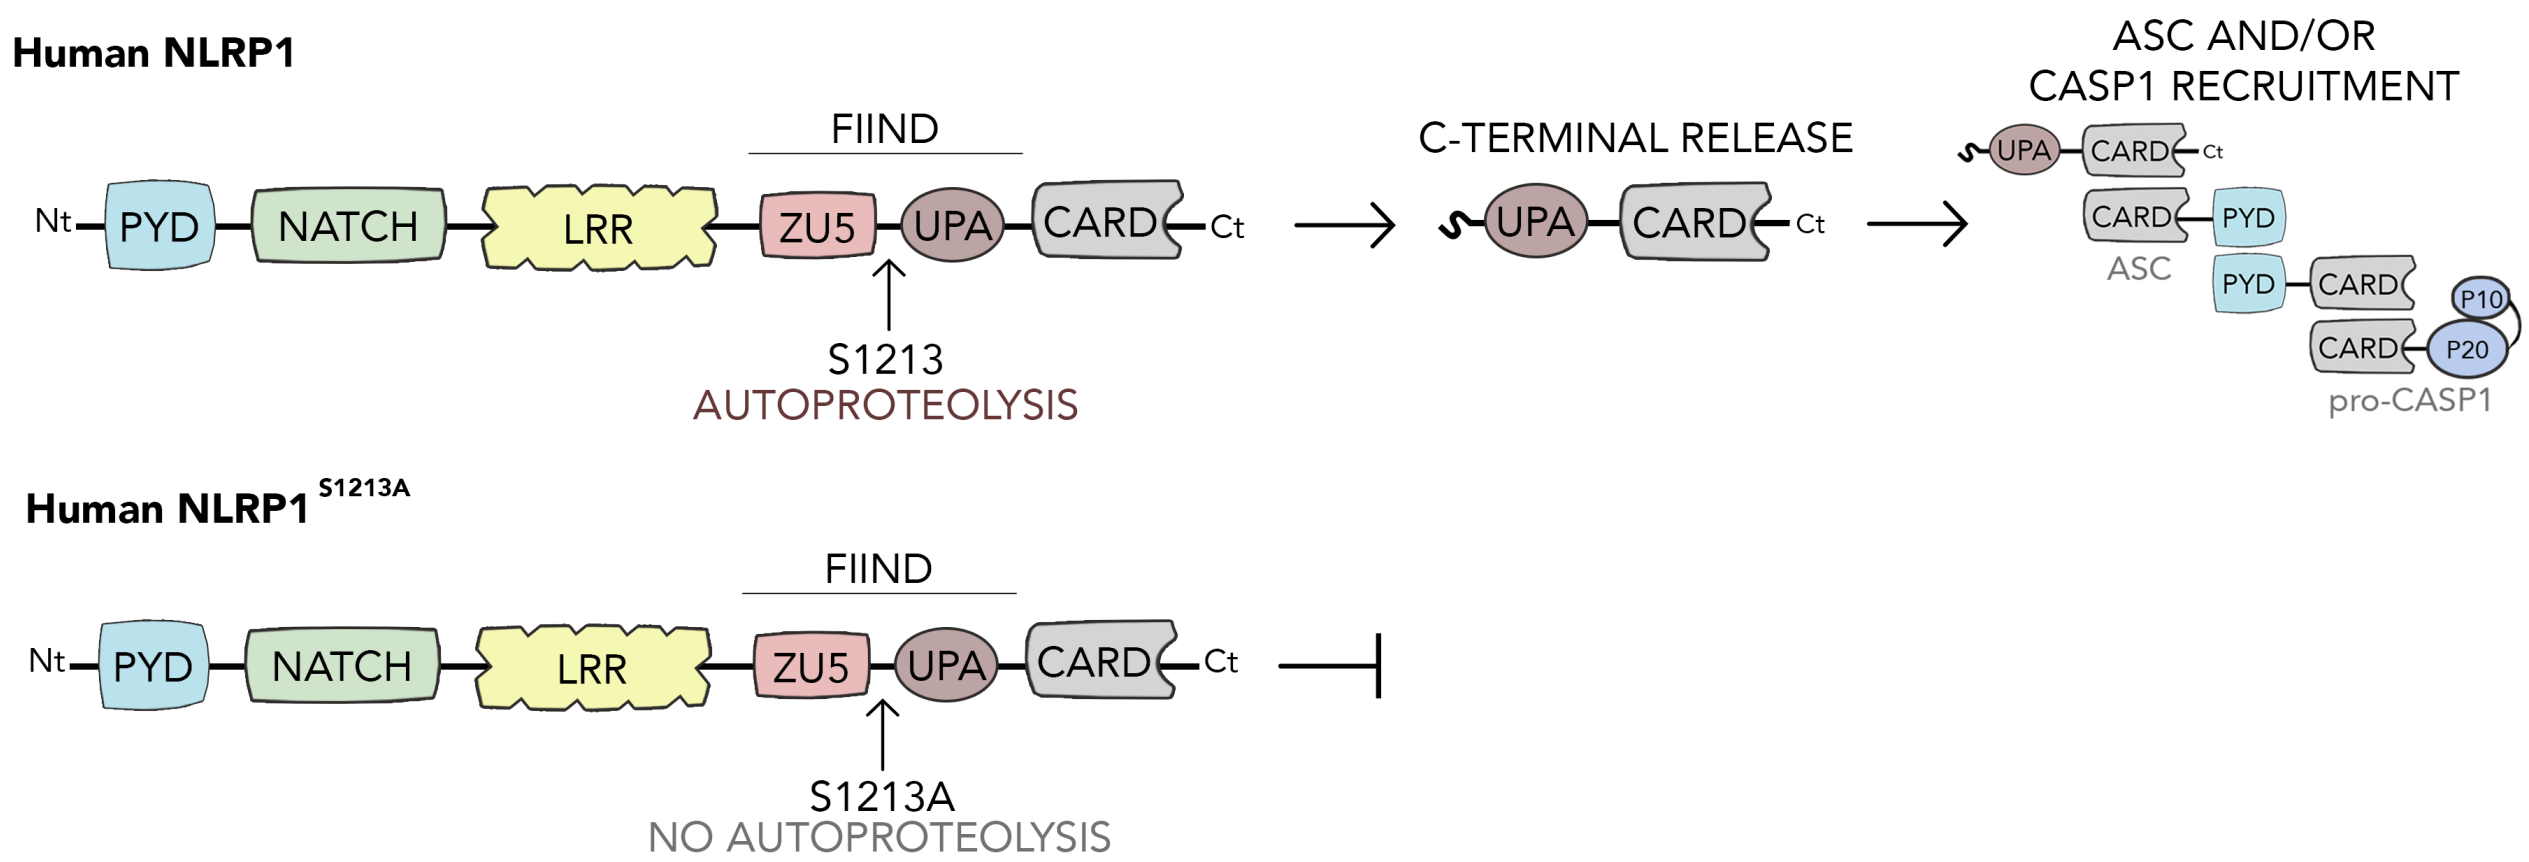 Human NLRP1
FIIND
Nt PYD NATCH LRR ZU5 UPA CARD Ct
S1213
AUTOPROTEOLYSIS
C-TERMINAL RELEASE
UPA CARD Ct
ASC AND/OR
CASP1 RECRUITMENT
UPA CARD Ct
CARD PYD
ASC
PYD CARD
P10
CARD P20
pro-CASP1
Human NLRP1 S1213A
FIIND
Nt PYD NATCH LRR ZU5 UPA CARD Ct
S1213A
NO AUTOPROTEOLYSIS